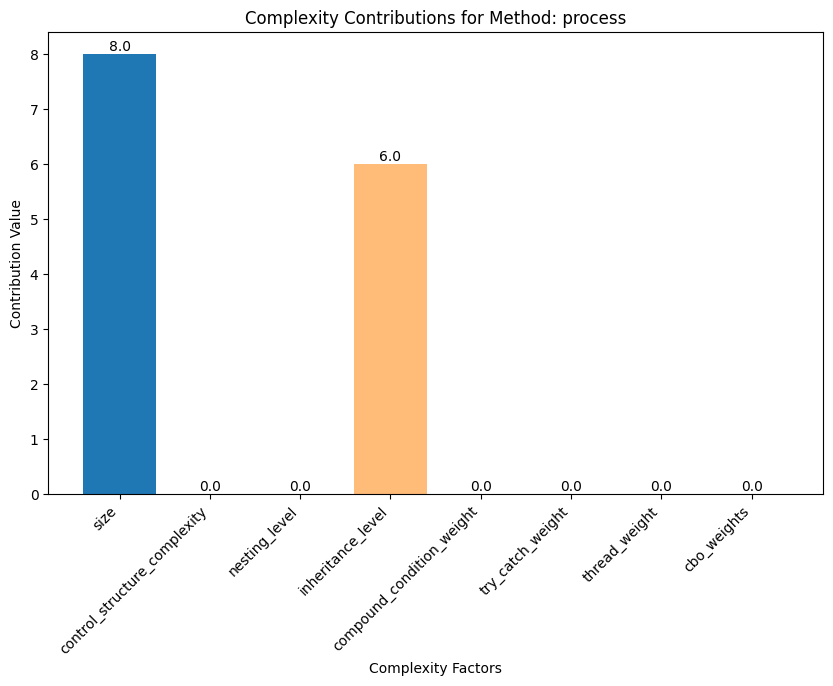 Complexity Contributions for Method: process
Contribution Value
8
7
6
5
4
3
2
1
0
8.0
0.0
0.0
6.0
0.0
0.0
0.0
0.0
size
control_structure_complexity
nesting_level
inheritance_level
compound_condition_weight
try_catch_weight
thread_weight
cbo_weights
Complexity Factors